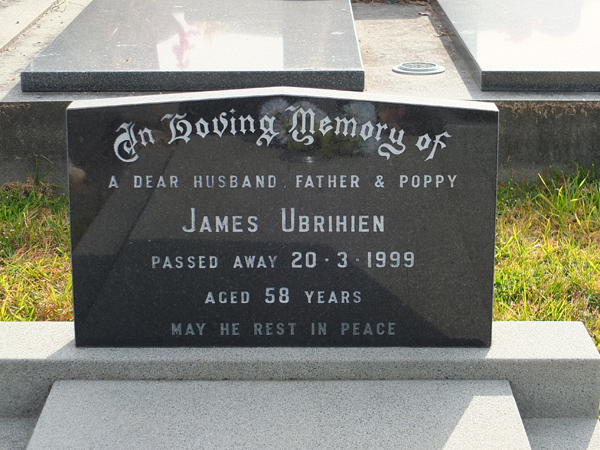 In Loving Memory of
A DEAR HUSBAND, FATHER & POPPY
JAMES UBRIHIEN
PASSED AWAY 20·3·1999
AGED 58 YEARS
MAY HE REST IN PEACE